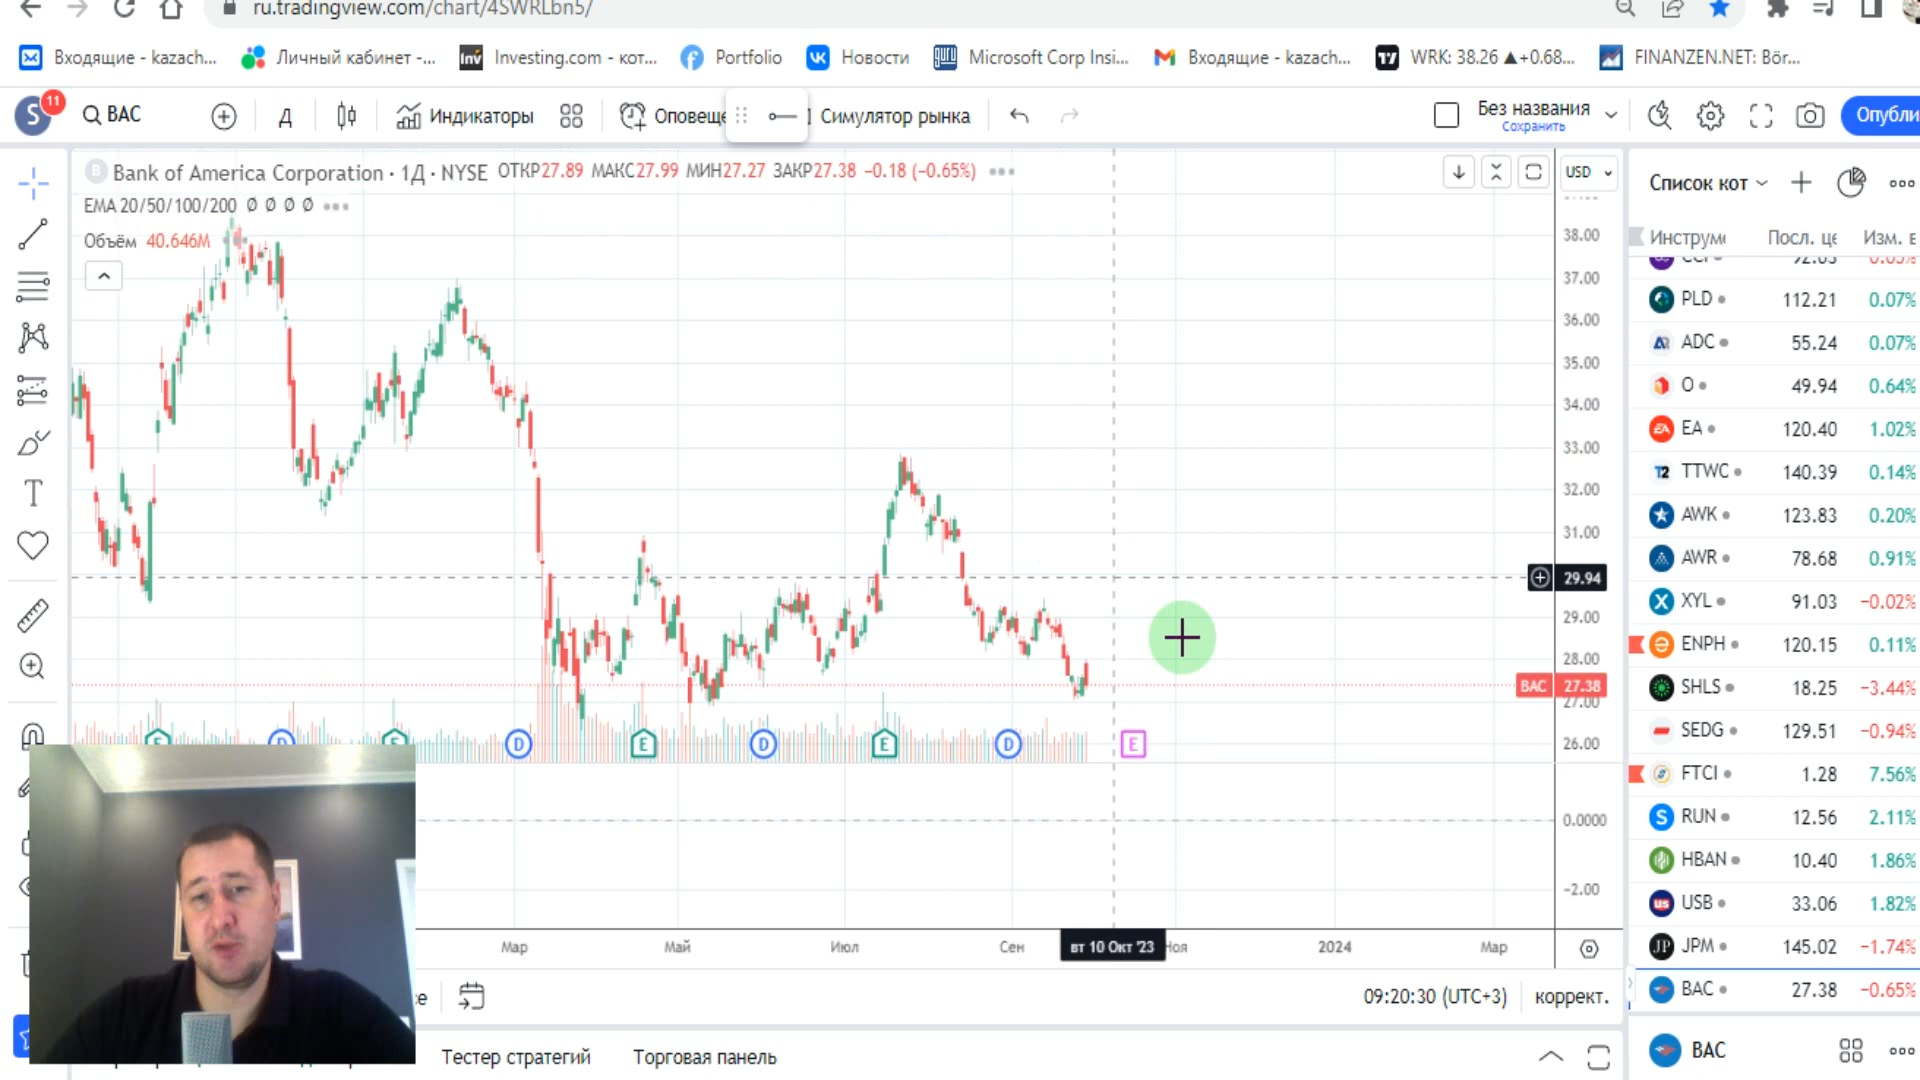 ru.tradingview.com/chart/4SWRLbn5/
Входящие - kazach... Личный кабинет -... Investing.com - кот... Portfolio Новости Microsoft Corp Insi... Входящие - kazach... WRK: 38.26 ▲+0.68... FINANZEN.NET: Bör...
S 11 BAC Д Индикаторы Оповеще Симулятор рынка Без названия Опубли
Сохранить
Bank of America Corporation · 1Д · NYSE ОТКР27.89 МАКС27.99 МИН27.27 ЗАКР27.38 −0.18 (−0.65%)
USD
Список кот
EMA 20/50/100/200 Ø Ø Ø Ø
Объём 40.646M
Инструм Посл. це Изм. в
38.00
37.00
36.00
35.00
34.00
33.00
32.00
31.00
29.94
29.00
28.00
BAC 27.38
27.00
26.00
0.0000
−2.00
D E D E D E
PLD 112.21 0.07%
ADC 55.24 0.07%
O 49.94 0.64%
EA 120.40 1.02%
TTWO 140.39 0.14%
AWK 123.83 0.20%
AWR 78.68 0.91%
XYL 91.03 −0.02%
ENPH 120.15 0.11%
SHLS 18.25 −3.44%
SEDG 129.51 −0.94%
FTCI 1.28 7.56%
RUN 12.56 2.11%
HBAN 10.40 1.86%
USB 33.06 1.82%
JPM 145.02 −1.74%
BAC 27.38 −0.65%
Мар Май Июл Сен вт 10 Окт '23 Ноя 2024 Мар
09:20:30 (UTC+3) коррект.
Тестер стратегий Торговая панель
BAC